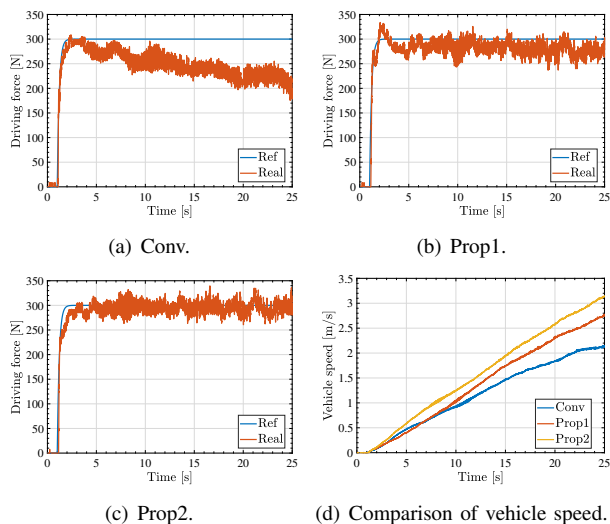 350
300
250
200
150
100
50
0
Driving force [N]
Ref
Real
0 5 10 15 20 25
Time [s]
(a) Conv.
350
300
250
200
150
100
50
0
Driving force [N]
Ref
Real
0 5 10 15 20 25
Time [s]
(b) Prop1.
350
300
250
200
150
100
50
0
Driving force [N]
Ref
Real
0 5 10 15 20 25
Time [s]
(c) Prop2.
3.5
3
2.5
2
1.5
1
0.5
0
Vehicle speed [m/s]
Conv
Prop1
Prop2
0 5 10 15 20 25
Time [s]
(d) Comparison of vehicle speed.